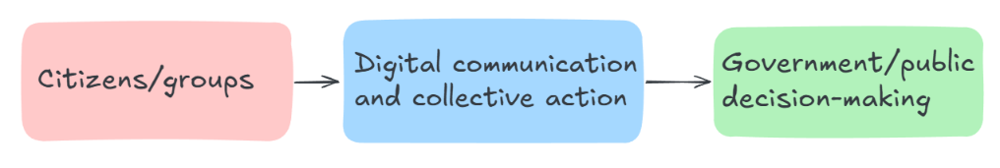 Citizens/groups
Digital communication
and collective action
Government/public
decision-making